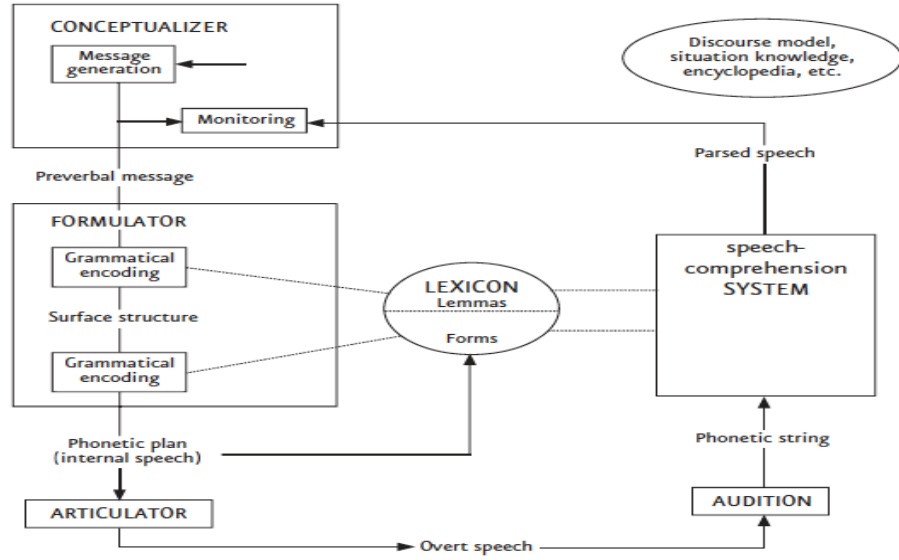 CONCEPTUALIZER
Message
generation
Monitoring
Discourse model,
situation knowledge,
encyclopedia, etc.
Parsed speech
Preverbal message
FORMULATOR
Grammatical
encoding
Surface structure
Grammatical
encoding
LEXICON
Lemmas
Forms
speech-
comprehension
SYSTEM
Phonetic plan
(internal speech)
Phonetic string
ARTICULATOR
AUDITION
Overt speech